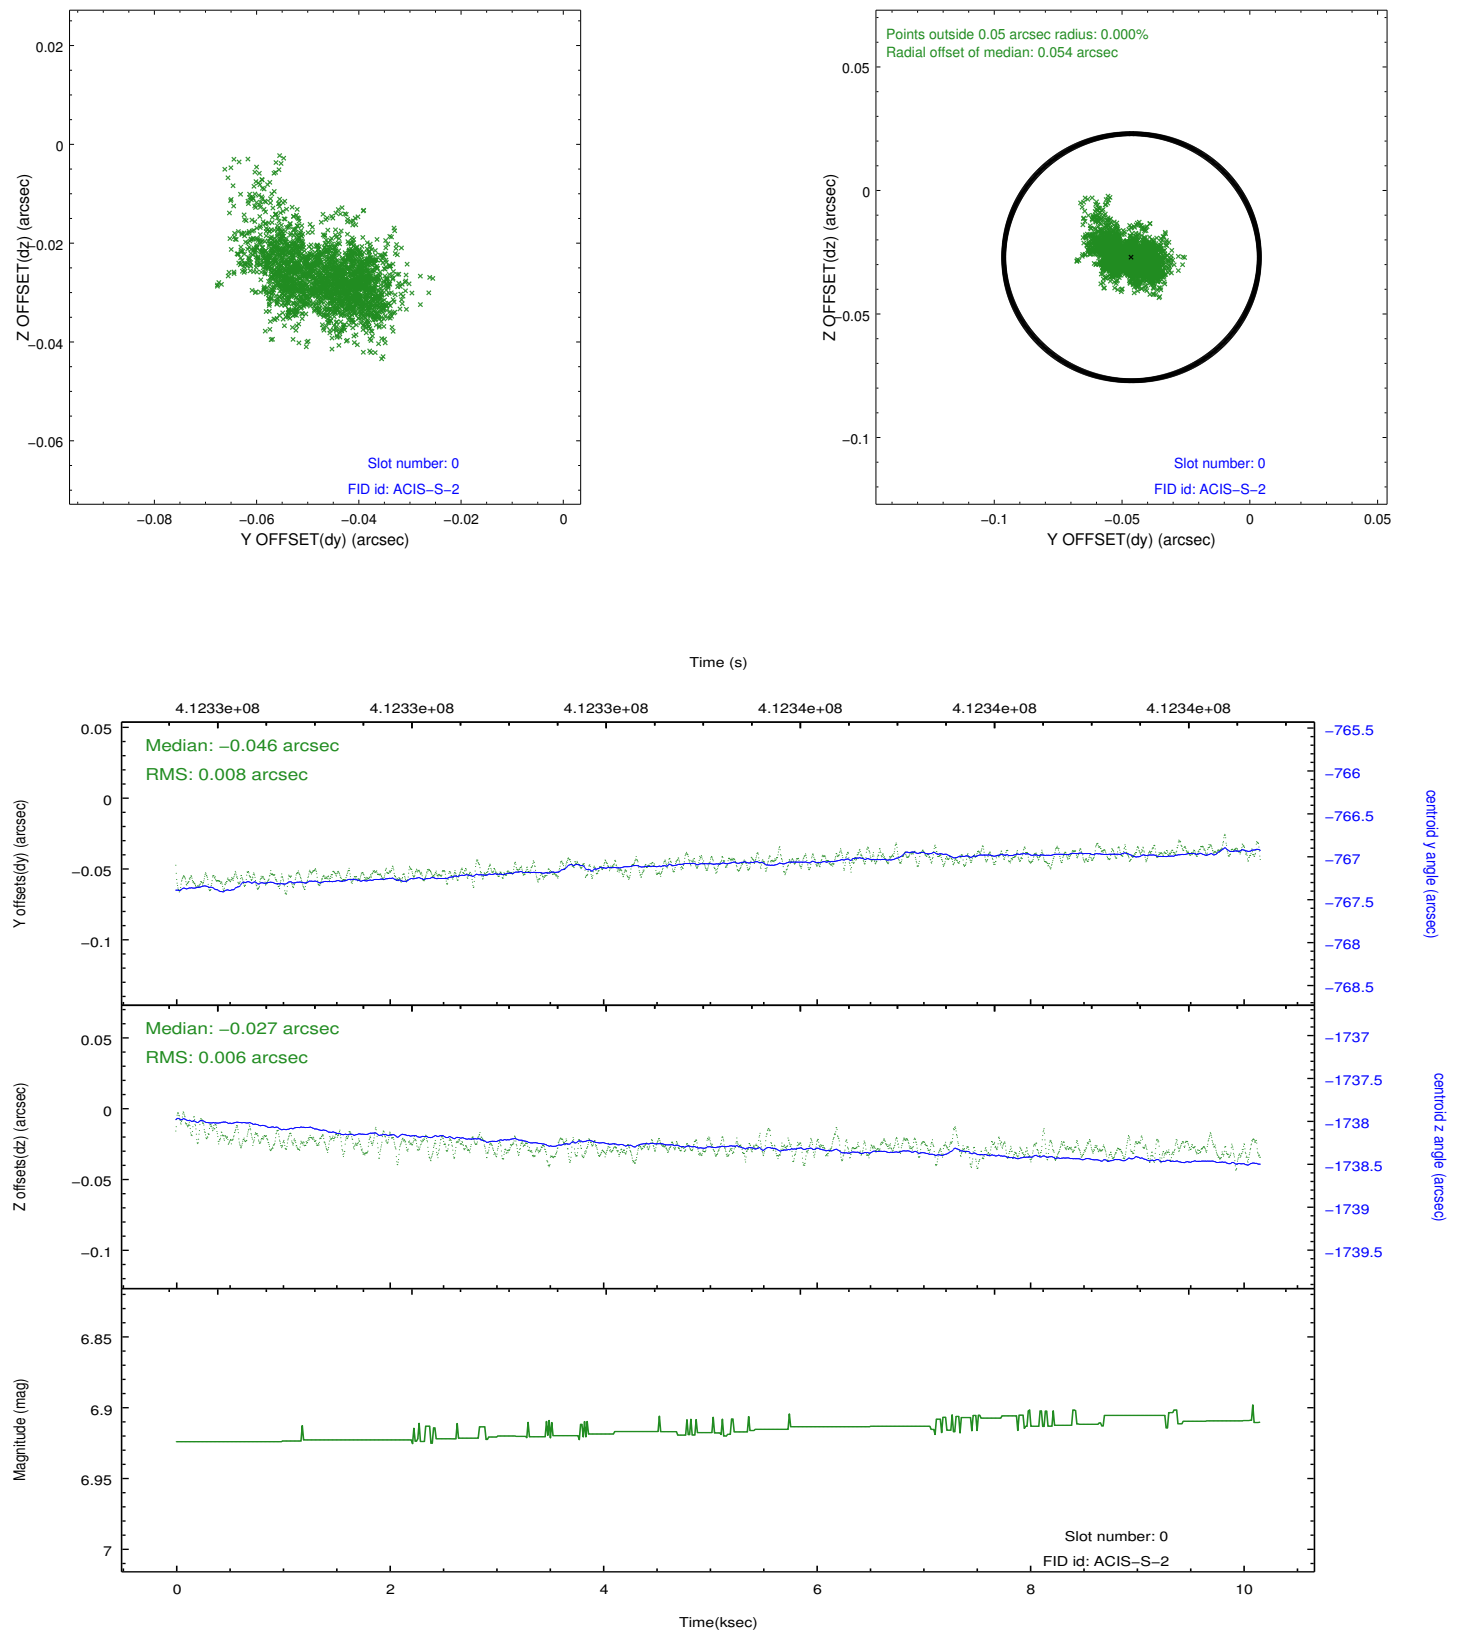 0.02
0
−0.02
−0.04
−0.06
Z OFFSET(dz) (arcsec)
Slot number: 0
FID id: ACIS−S−2
−0.08
−0.06
−0.04
−0.02
0
Y OFFSET(dy) (arcsec)
Points outside 0.05 arcsec radius: 0.000%
Radial offset of median: 0.054 arcsec
0.05
0
−0.05
−0.1
Z OFFSET(dz) (arcsec)
Slot number: 0
FID id: ACIS−S−2
−0.1
−0.05
0
0.05
Y OFFSET(dy) (arcsec)
Time (s)
4.1233e+08
4.1233e+08
4.1233e+08
4.1234e+08
4.1234e+08
4.1234e+08
Median: −0.046 arcsec
RMS: 0.008 arcsec
0.05
0
−0.05
−0.1
Y offsets(dy) (arcsec)
−765.5
−766
−766.5
−767
−767.5
−768
−768.5
centroid y angle (arcsec)
Median: −0.027 arcsec
RMS: 0.006 arcsec
0.05
0
−0.05
−0.1
Z offsets(dz) (arcsec)
−1737
−1737.5
−1738
−1738.5
−1739
−1739.5
centroid z angle (arcsec)
6.85
6.9
6.95
7
Magnitude (mag)
Slot number: 0
FID id: ACIS−S−2
0
2
4
6
8
10
Time(ksec)